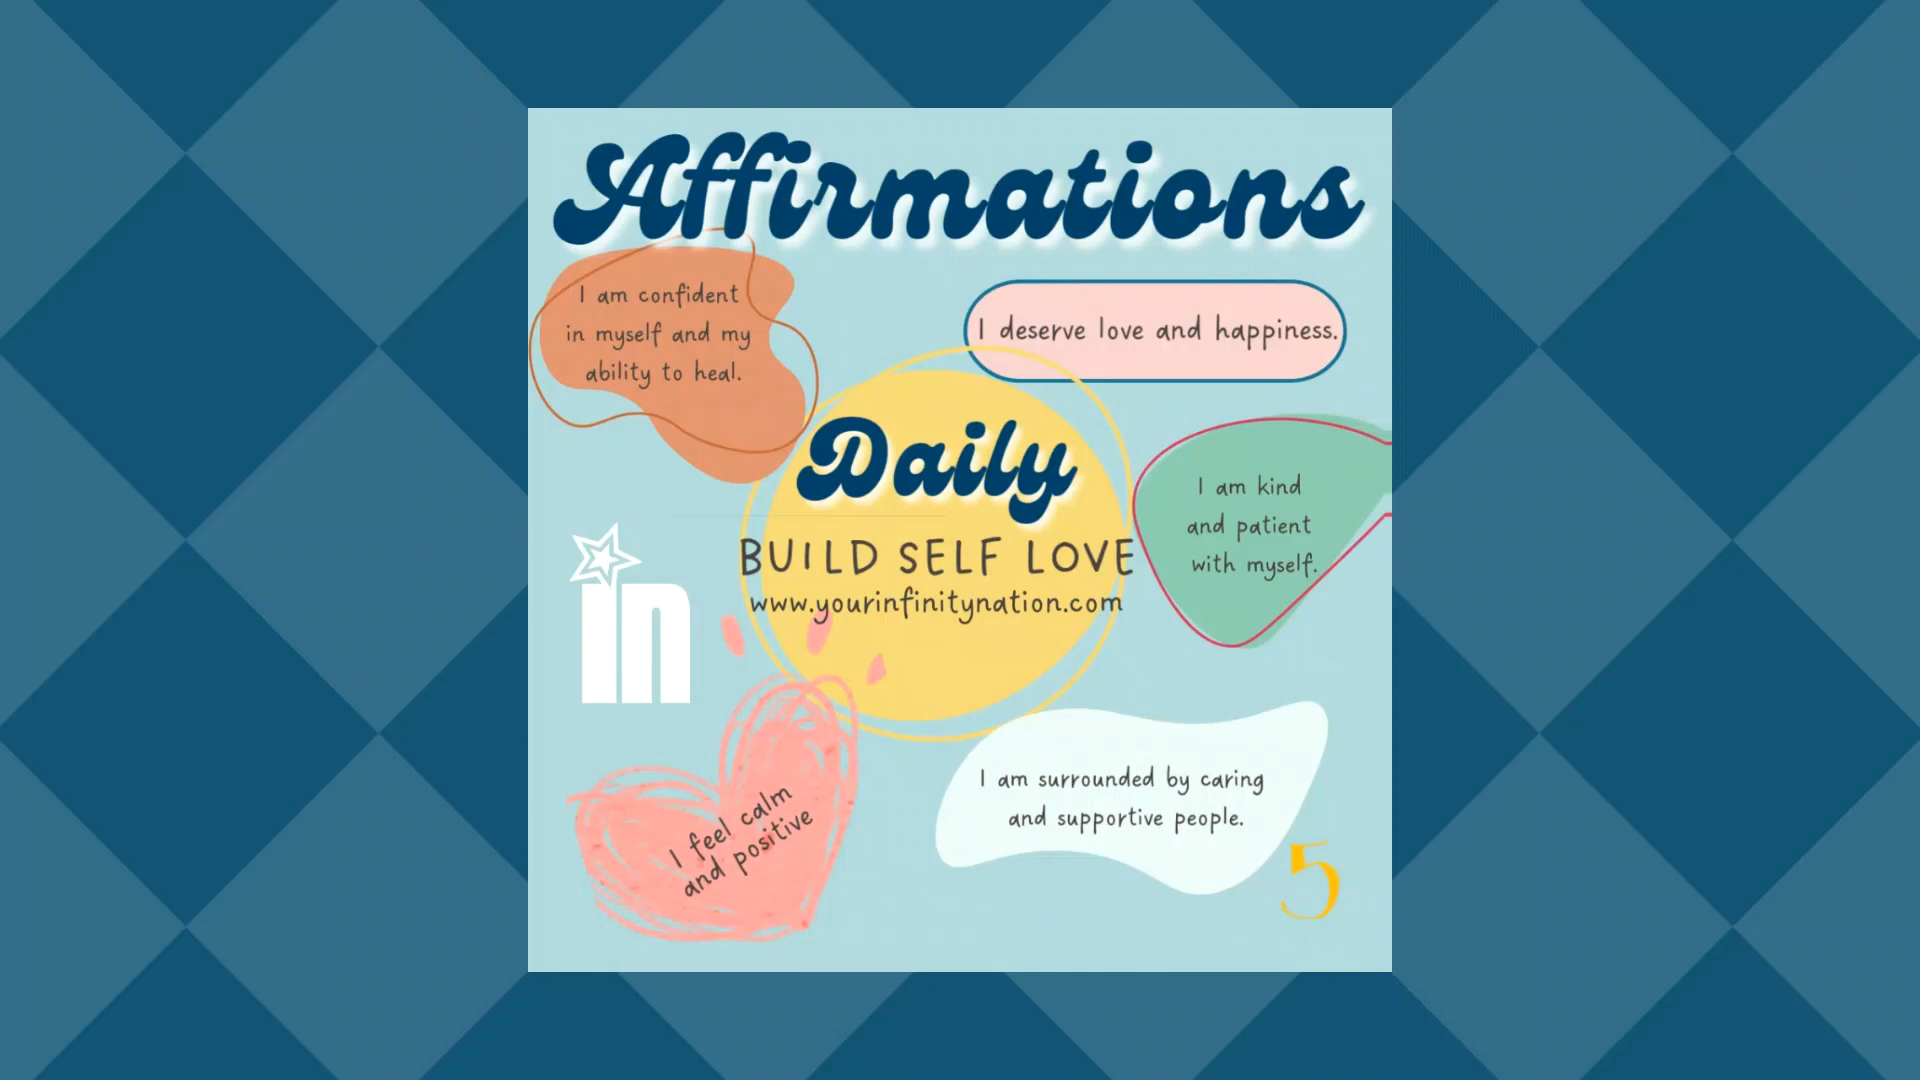 Affirmations
I am confident
in myself and my
ability to heal.
I deserve love and happiness.
Daily
BUILD SELF LOVE
www.yourinfinitynation.com
I am kind
and patient
with myself.
in
I feel calm
and positive
I am surrounded by caring
and supportive people.
5